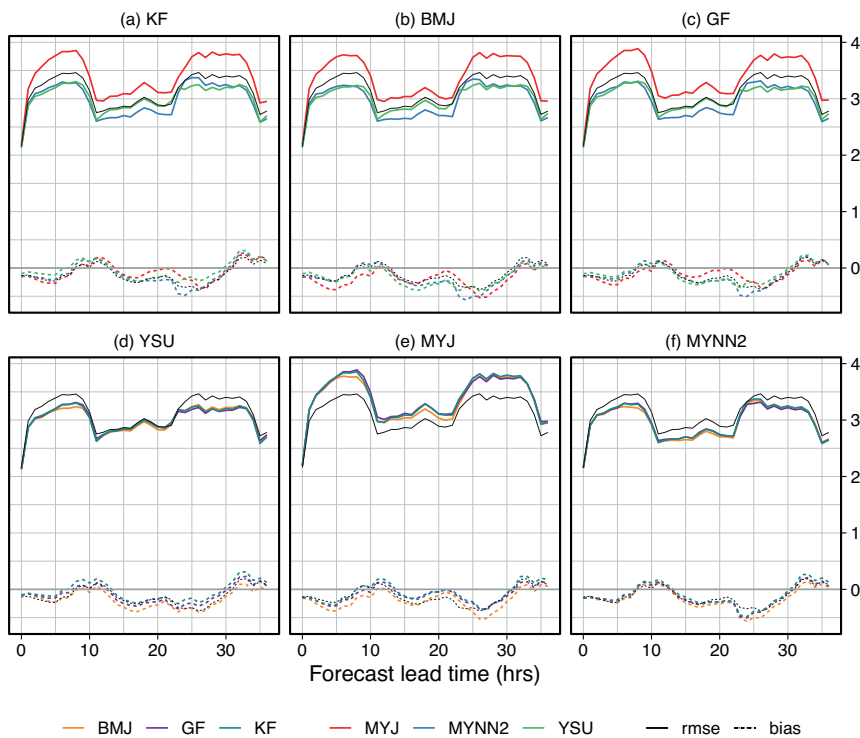 (a) KF (b) BMJ (c) GF
4
3
2
1
0
(d) YSU (e) MYJ (f) MYNN2
4
3
2
1
0
0 10 20 30 0 10 20 30 0 10 20 30
Forecast lead time (hrs)
BMJ GF KF MYJ MYNN2 YSU rmse bias